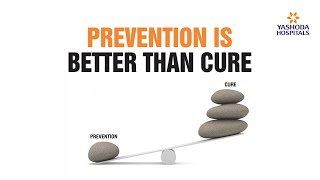 YASHODA
HOSPITALS
PREVENTION IS
BETTER THAN CURE
CURE
PREVENTION